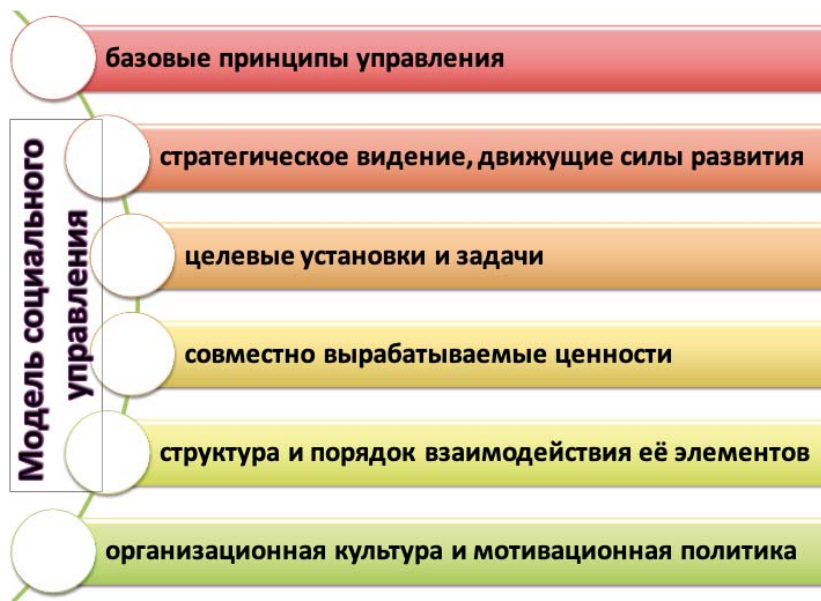 Модель социального
управления
базовые принципы управления
стратегическое видение, движущие силы развития
целевые установки и задачи
совместно вырабатываемые ценности
структура и порядок взаимодействия её элементов
организационная культура и мотивационная политика